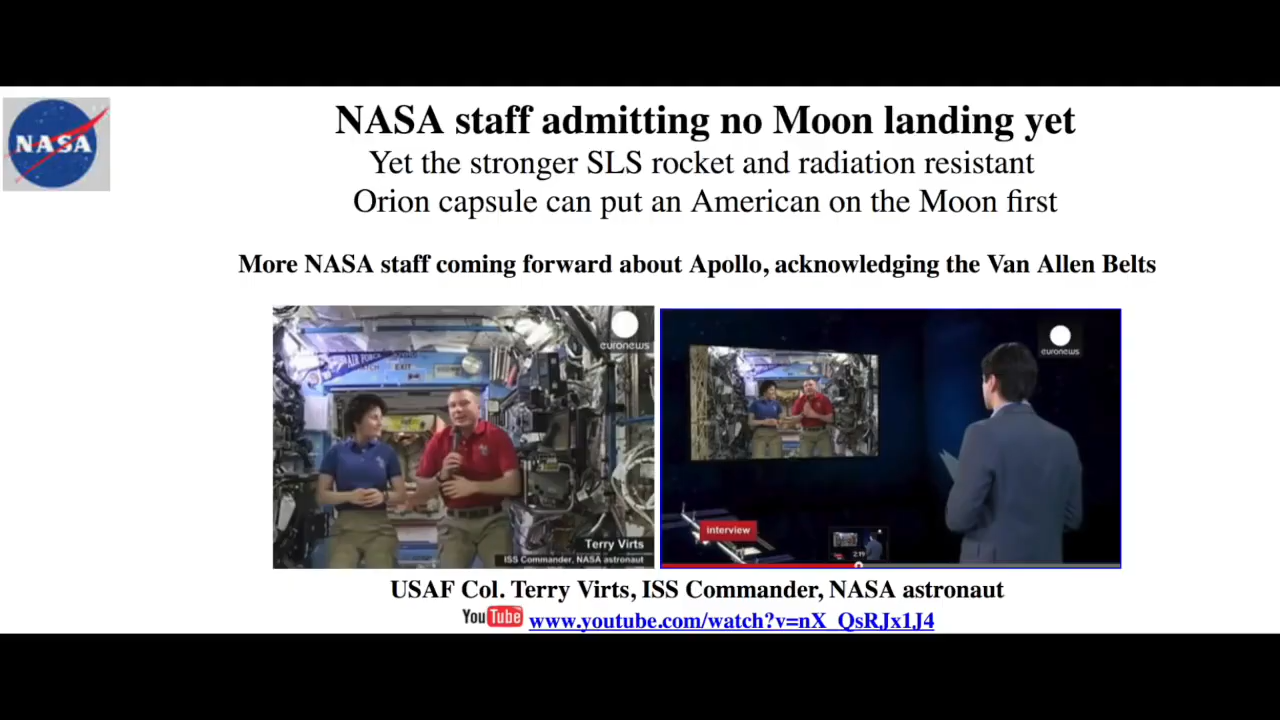 NASA
NASA staff admitting no Moon landing yet
Yet the stronger SLS rocket and radiation resistant
Orion capsule can put an American on the Moon first
More NASA staff coming forward about Apollo, acknowledging the Van Allen Belts
euronews
EXIT
Terry Virts
ISS Commander, NASA astronaut
euronews
interview
2:19
USAF Col. Terry Virts, ISS Commander, NASA astronaut
YouTube www.youtube.com/watch?v=nX_QsRJx1J4